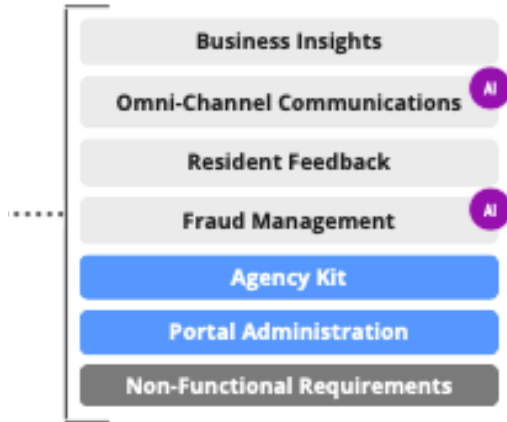 Business Insights
AI
Omni-Channel Communications
Resident Feedback
AI
Fraud Management
Agency Kit
Portal Administration
Non-Functional Requirements